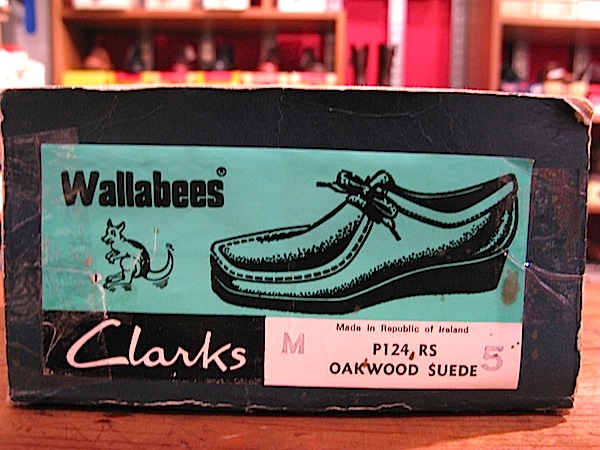 Wallabees®
Clarks
Made in Republic of Ireland
M P124 RS 5
OAKWOOD SUEDE